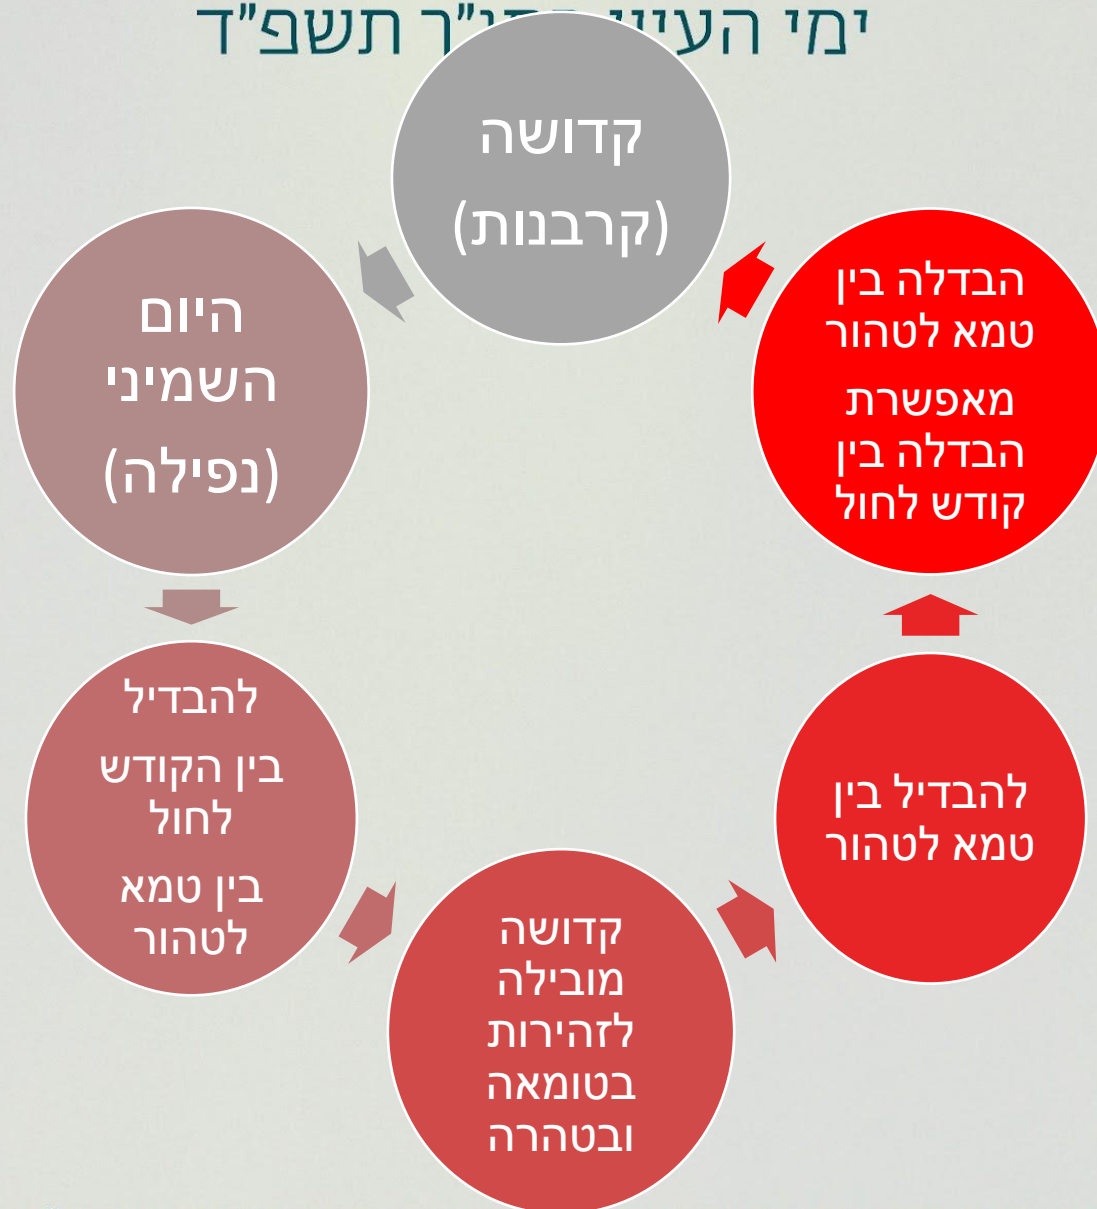 ימי העיון תשפ"ד
קדושה
(קרבנות)
היום
השמיני
(נפילה)
להבדיל
בין הקודש
לחול
בין טמא
לטהור
קדושה
מובילה
לזהירות
בטומאה
ובטהרה
להבדיל בין
טמא לטהור
הבדלה בין
טמא לטהור
מאפשרת
הבדלה בין
קודש לחול